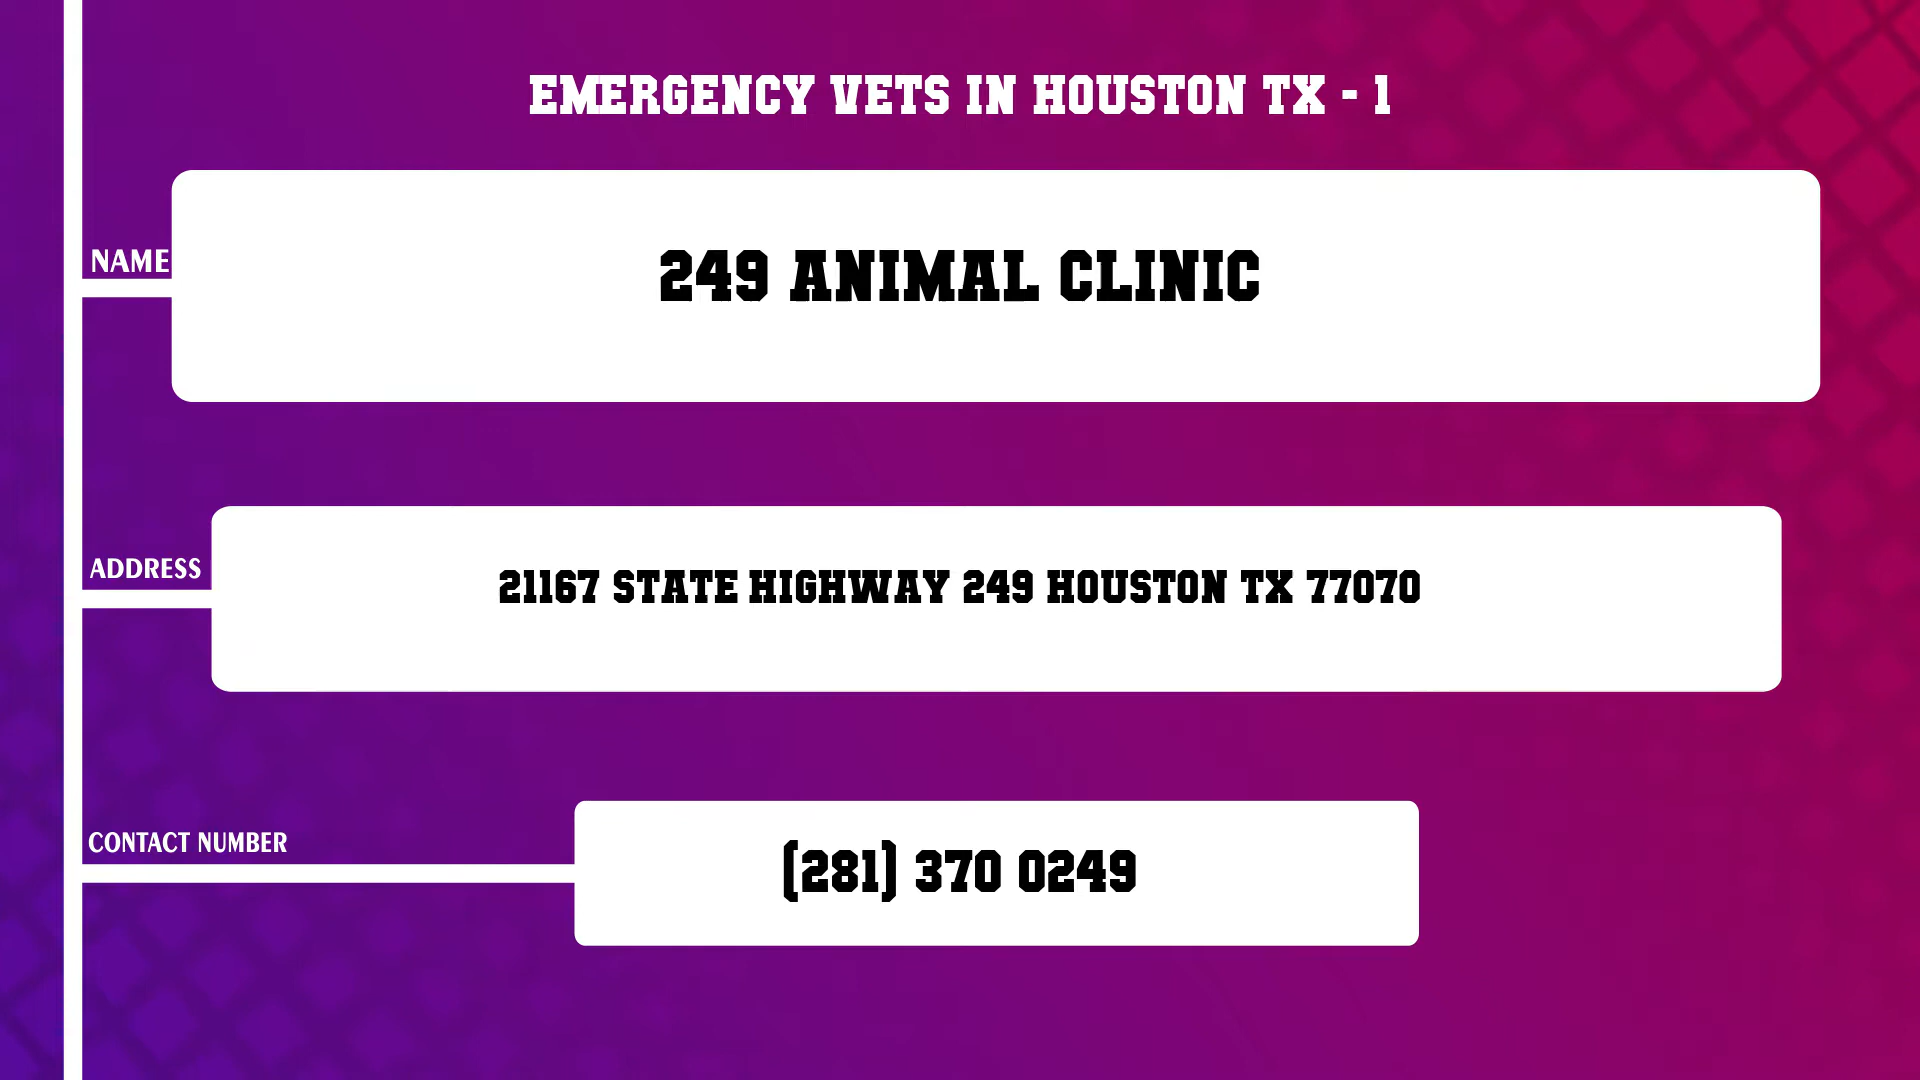 EMERGENCY VETS IN HOUSTON TX - 1
NAME
249 ANIMAL CLINIC
ADDRESS
21167 STATE HIGHWAY 249 HOUSTON TX 77070
CONTACT NUMBER
(281) 370 0249